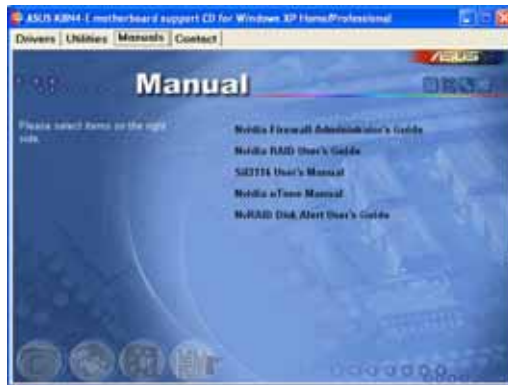 ASUS K8N4-E motherboard support CD for Windows XP Home/Professional
Drivers Utilities Manuals Contact
ASUS
Manual
Please select items on the right
side.
Nvidia Firewall Administrator's Guide
Nvidia RAID User's Guide
Sil3114 User's Manual
Nvidia nTune Manual
NvRAID Disk Alert User's Guide